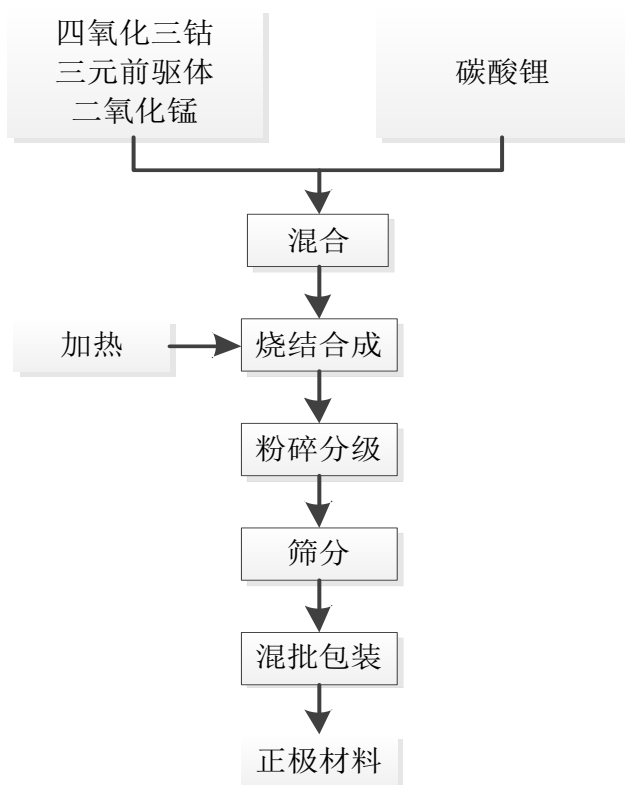 四氧化三钴
三元前驱体
二氧化锰
碳酸锂
混合
加热
烧结合成
粉碎分级
筛分
混批包装
正极材料